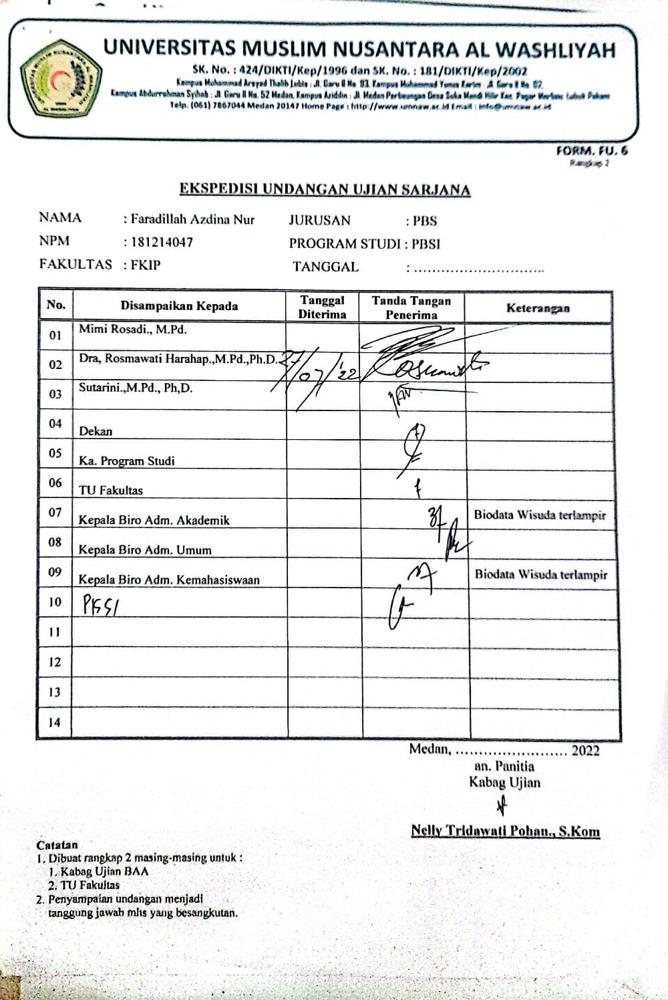 UNIVERSITAS MUSLIM NUSANTARA AL WASHLIYAH
SK. No. : 424/DIKTI/Kep/1996 dan SK. No. : 181/DIKTI/Kep/2002
Kampus Muhammad Arsyad Thalib Lubis : Jl. Garu II No. 93, Kampus Muhammad Yunus Karim : Jl. Garu II No. 02,
Kampus Abdurrahman Syihab : Jl. Garu II No. 52 Medan, Kampus Aziddin : Jl. Medan Perbaungan Desa Suka Mandi Hilir Kec. Pagar Merbau Lubuk Pakam
Telp. (061) 7867044 Medan 20147 Home Page : http://www.umnaw.ac.id Email : info@umnaw.ac.id
FORM. FU. 6
Rangkap 2
EKSPEDISI UNDANGAN UJIAN SARJANA
NAMA : Faradillah Azdina Nur JURUSAN : PBS
NPM : 181214047 PROGRAM STUDI : PBSI
FAKULTAS : FKIP TANGGAL : ..............................
No. Disampaikan Kepada Tanggal Diterima Tanda Tangan Penerima Keterangan
01 Mimi Rosadi., M.Pd.
02 Dra, Rosmawati Harahap.,M.Pd.,Ph.D. 27/07/'22
03 Sutarini.,M.Pd., Ph,D.
04 Dekan
05 Ka. Program Studi
06 TU Fakultas
07 Kepala Biro Adm. Akademik Biodata Wisuda terlampir
08 Kepala Biro Adm. Umum
09 Kepala Biro Adm. Kemahasiswaan Biodata Wisuda terlampir
10
11
12
13
14
Medan, ......................... 2022
an. Panitia
Kabag Ujian
Nelly Tridawati Pohan., S.Kom
Catatan
1. Dibuat rangkap 2 masing-masing untuk :
1. Kabag Ujian BAA
2. TU Fakultas
2. Penyampaian undangan menjadi
tanggung jawab mhs yang besangkutan.